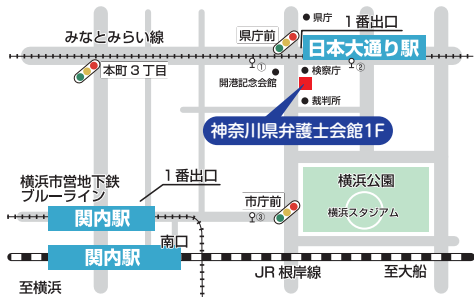 県庁
1番出口
県庁前
みなとみらい線
日本大通り駅
本町3丁目
①
②
開港記念会館
検察庁
裁判所
神奈川県弁護士会館1F
横浜市営地下鉄
ブルーライン
1番出口
市庁前
③
横浜公園
横浜スタジアム
関内駅
南口
関内駅
JR根岸線
至大船
至横浜